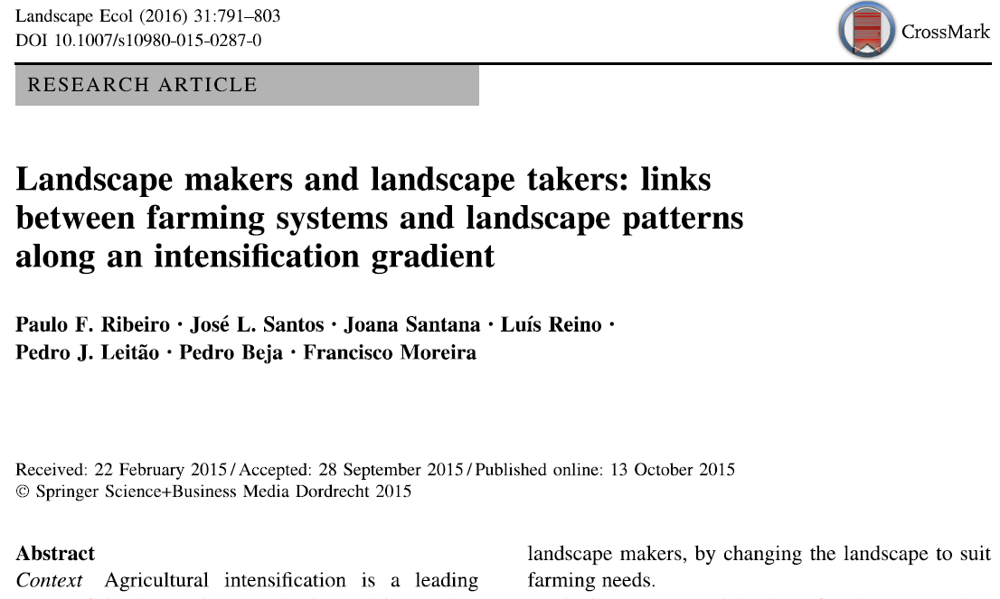 Landscape Ecol (2016) 31:791–803
DOI 10.1007/s10980-015-0287-0
CrossMark
RESEARCH ARTICLE
Landscape makers and landscape takers: links
between farming systems and landscape patterns
along an intensification gradient
Paulo F. Ribeiro · José L. Santos · Joana Santana · Luís Reino ·
Pedro J. Leitão · Pedro Beja · Francisco Moreira
Received: 22 February 2015 / Accepted: 28 September 2015 / Published online: 13 October 2015
© Springer Science+Business Media Dordrecht 2015
Abstract
Context Agricultural intensification is a leading
landscape makers, by changing the landscape to suit
farming needs.